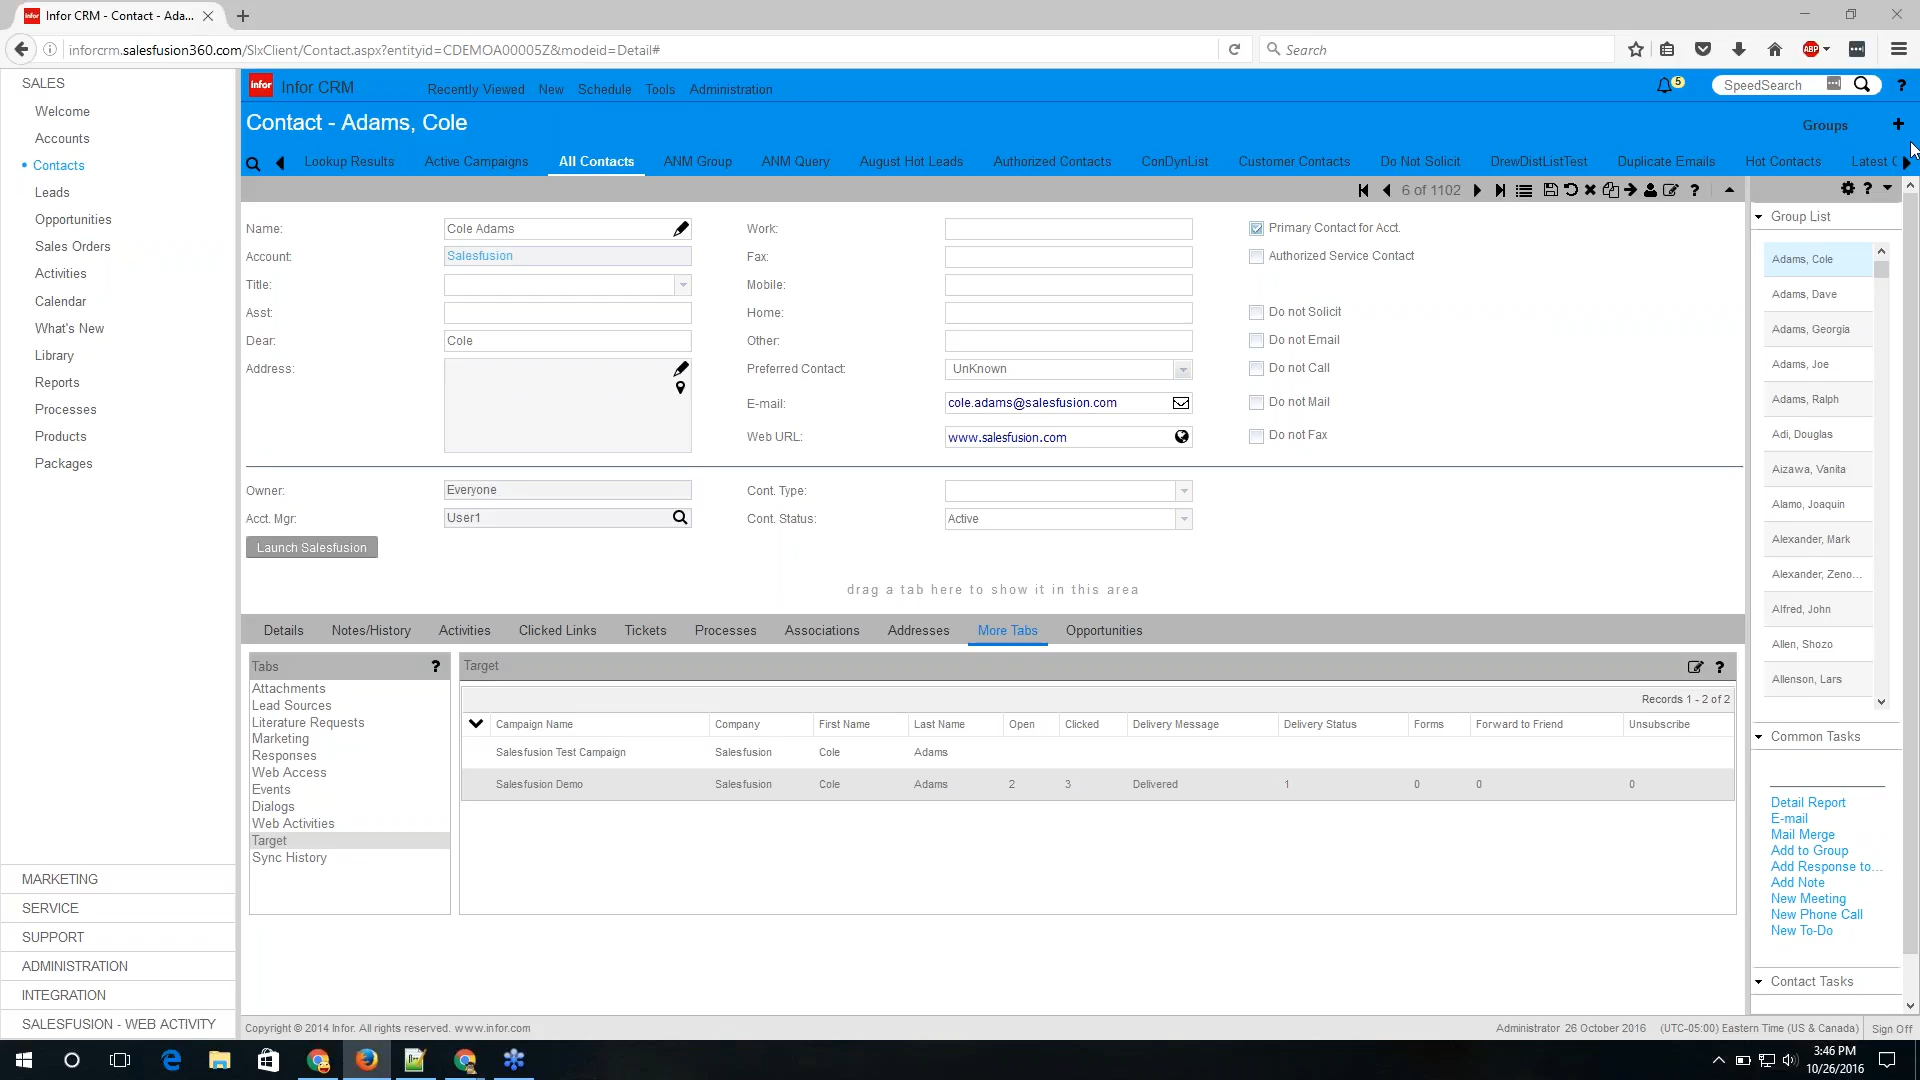 Infor CRM - Contact - Ada...
inforcrm.salesfusion360.com/SlxClient/Contact.aspx?entityid=CDEMOA00005Z&modeid=Detail#
Search
ABP
SALES
Welcome
Accounts
Contacts
Leads
Opportunities
Sales Orders
Activities
Calendar
What's New
Library
Reports
Processes
Products
Packages
MARKETING
SERVICE
SUPPORT
ADMINISTRATION
INTEGRATION
SALESFUSION - WEB ACTIVITY
infor Infor CRM Recently Viewed New Schedule Tools Administration 5 SpeedSearch ?
Contact - Adams, Cole Groups +
Lookup Results Active Campaigns All Contacts ANM Group ANM Query August Hot Leads Authorized Contacts ConDynList Customer Contacts Do Not Solicit DrewDistListTest Duplicate Emails Hot Contacts Latest C
6 of 1102 ? ?
Name: Cole Adams Work: Primary Contact for Acct.
Account: Salesfusion Fax: Authorized Service Contact
Title: Mobile:
Asst: Home: Do not Solicit
Dear: Cole Other: Do not Email
Address: Preferred Contact: UnKnown Do not Call
E-mail: cole.adams@salesfusion.com Do not Mail
Web URL: www.salesfusion.com Do not Fax
Owner: Everyone Cont. Type:
Acct. Mgr: User1 Cont. Status: Active
Launch Salesfusion
drag a tab here to show it in this area
Details Notes/History Activities Clicked Links Tickets Processes Associations Addresses More Tabs Opportunities
Tabs ?
Attachments
Lead Sources
Literature Requests
Marketing
Responses
Web Access
Events
Dialogs
Web Activities
Target
Sync History
Target ?
Records 1 - 2 of 2
Campaign Name Company First Name Last Name Open Clicked Delivery Message Delivery Status Forms Forward to Friend Unsubscribe
Salesfusion Test Campaign Salesfusion Cole Adams
Salesfusion Demo Salesfusion Cole Adams 2 3 Delivered 1 0 0 0
Group List
Adams, Cole
Adams, Dave
Adams, Georgia
Adams, Joe
Adams, Ralph
Adi, Douglas
Aizawa, Vanita
Alamo, Joaquin
Alexander, Mark
Alexander, Zeno...
Alfred, John
Allen, Shozo
Allenson, Lars
Common Tasks
Detail Report
E-mail
Mail Merge
Add to Group
Add Response to...
Add Note
New Meeting
New Phone Call
New To-Do
Contact Tasks
Copyright © 2014 Infor. All rights reserved. www.infor.com Administrator 26 October 2016 (UTC-05:00) Eastern Time (US & Canada) Sign Off
3:46 PM
10/26/2016